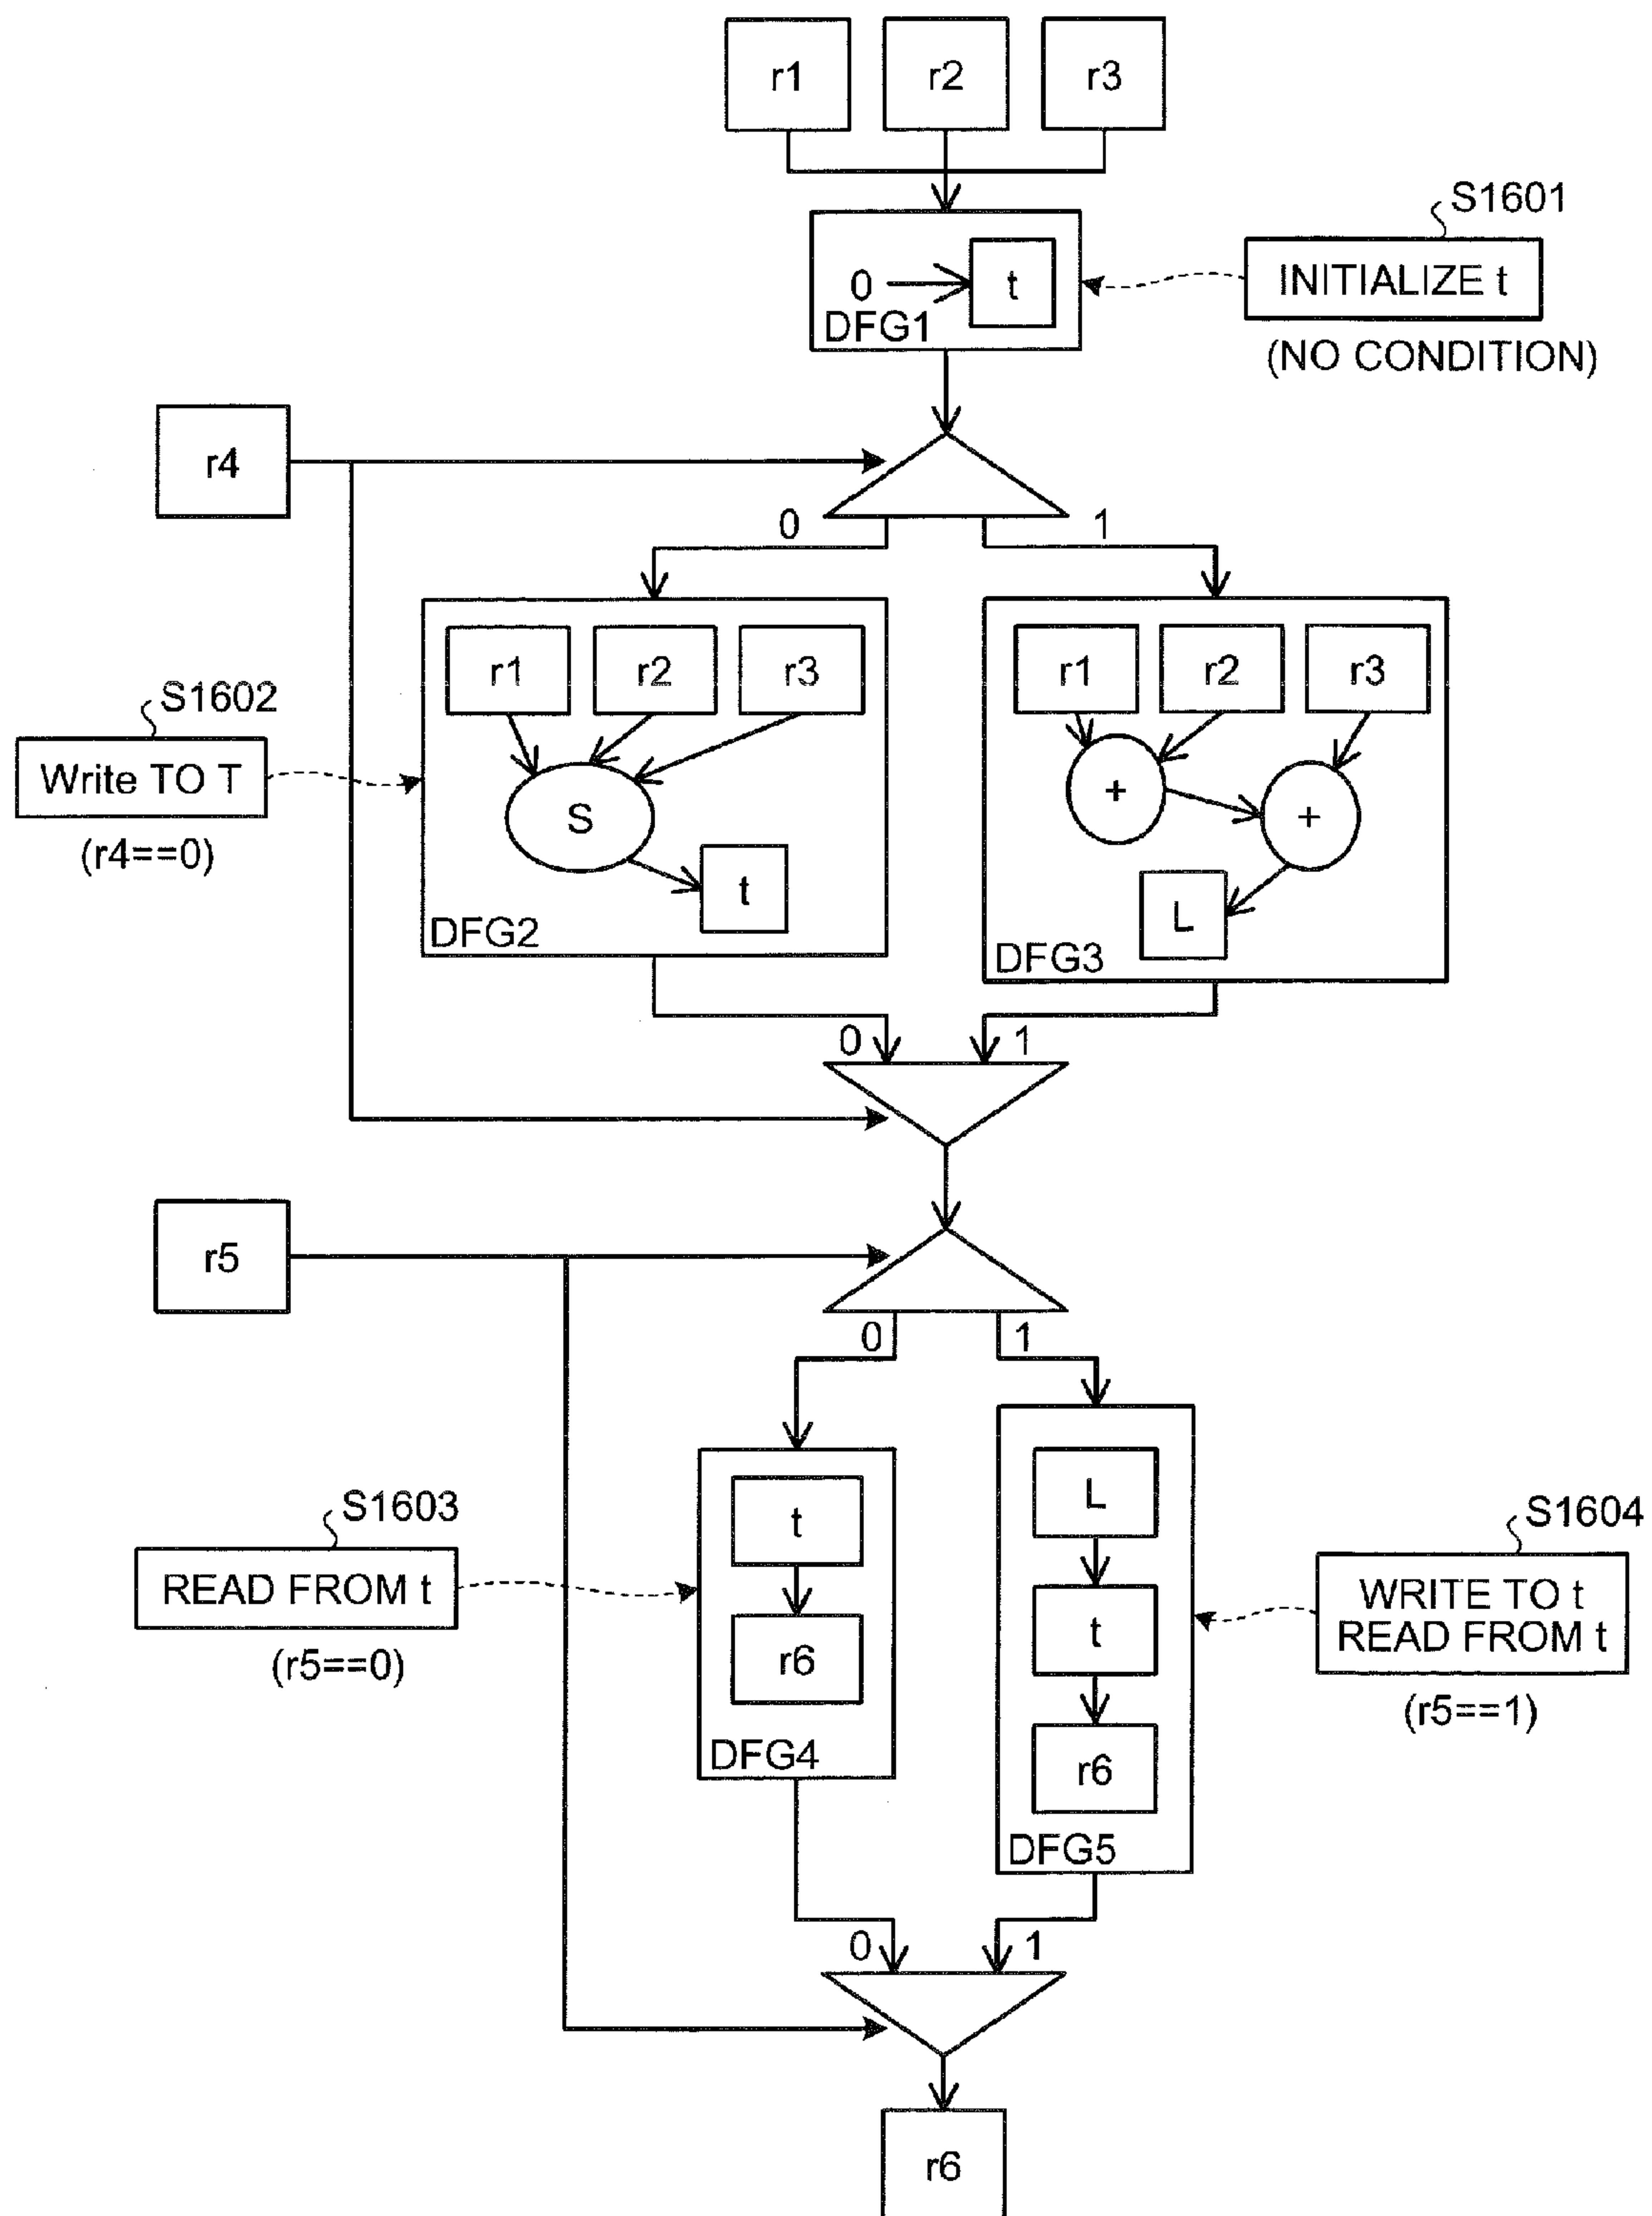 r1 r2 r3
S1601
INITIALIZE t
0 t
DFG1
(NO CONDITION)
r4
0 1
r1 r2 r3
r1 r2 r3
S1602
Write TO T
(r4==0)
S
t
DFG2
+
+
L
DFG3
0 1
r5
0 1
S1603
READ FROM t
(r5==0)
t
r6
DFG4
L
t
r6
DFG5
S1604
WRITE TO t
READ FROM t
(r5==1)
0 1
r6